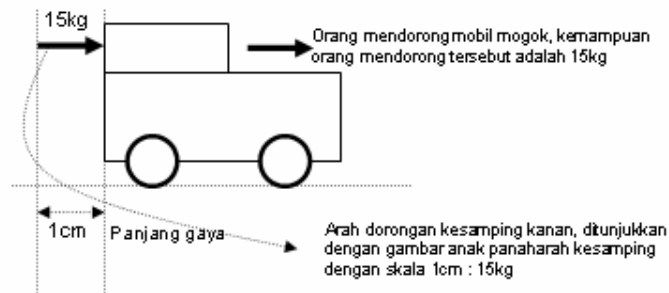 15kg
Orang mendorong mobil mogok, kemampuan
orang mendorong tersebut adalah 15kg
1cm
Panjang gaya
Arah dorongan kesamping kanan, ditunjukkan
dengan gambar anak panaharah kesamping
dengan skala 1cm : 15kg